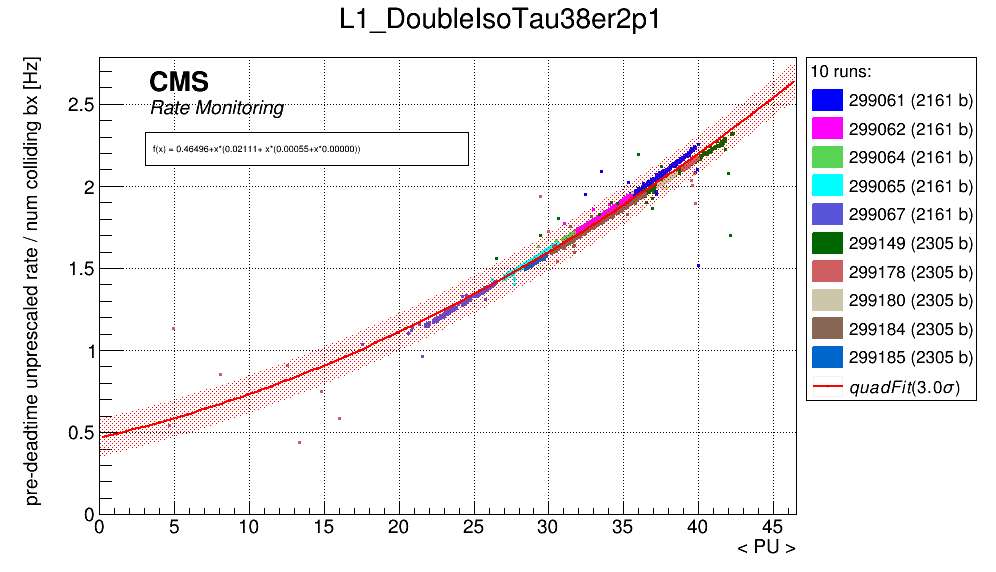 L1_DoubleIsoTau38er2p1
pre-deadtime unprescaled rate / num colliding bx [Hz]
CMS
Rate Monitoring
f(x) = 0.46496+x*(0.02111+ x*(0.00055+x*0.00000))
2.5
2
1.5
1
0.5
0
0 5 10 15 20 25 30 35 40 45
< PU >
10 runs:
299061 (2161 b)
299062 (2161 b)
299064 (2161 b)
299065 (2161 b)
299067 (2161 b)
299149 (2305 b)
299178 (2305 b)
299180 (2305 b)
299184 (2305 b)
299185 (2305 b)
quadFit(3.0σ)